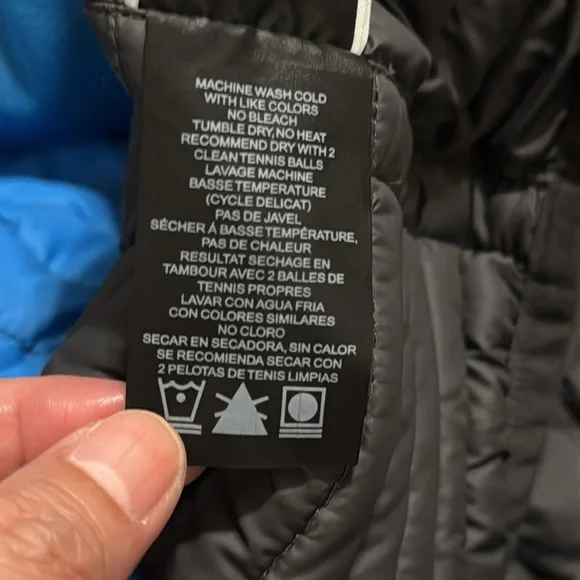 MACHINE WASH COLD
WITH LIKE COLORS
NO BLEACH
TUMBLE DRY, NO HEAT
RECOMMEND DRY WITH 2
CLEAN TENNIS BALLS
LAVAGE MACHINE
BASSE TEMPERATURE
(CYCLE DELICAT)
PAS DE JAVEL
SÉCHER Á BASSE TEMPÉRATURE,
PAS DE CHALEUR
RESULTAT SECHAGE EN
TAMBOUR AVEC 2 BALLES DE
TENNIS PROPRES
LAVAR CON AGUA FRIA
CON COLORES SIMILARES
NO CLORO
SECAR EN SECADORA, SIN CALOR
SE RECOMIENDA SECAR CON
2 PELOTAS DE TENIS LIMPIAS